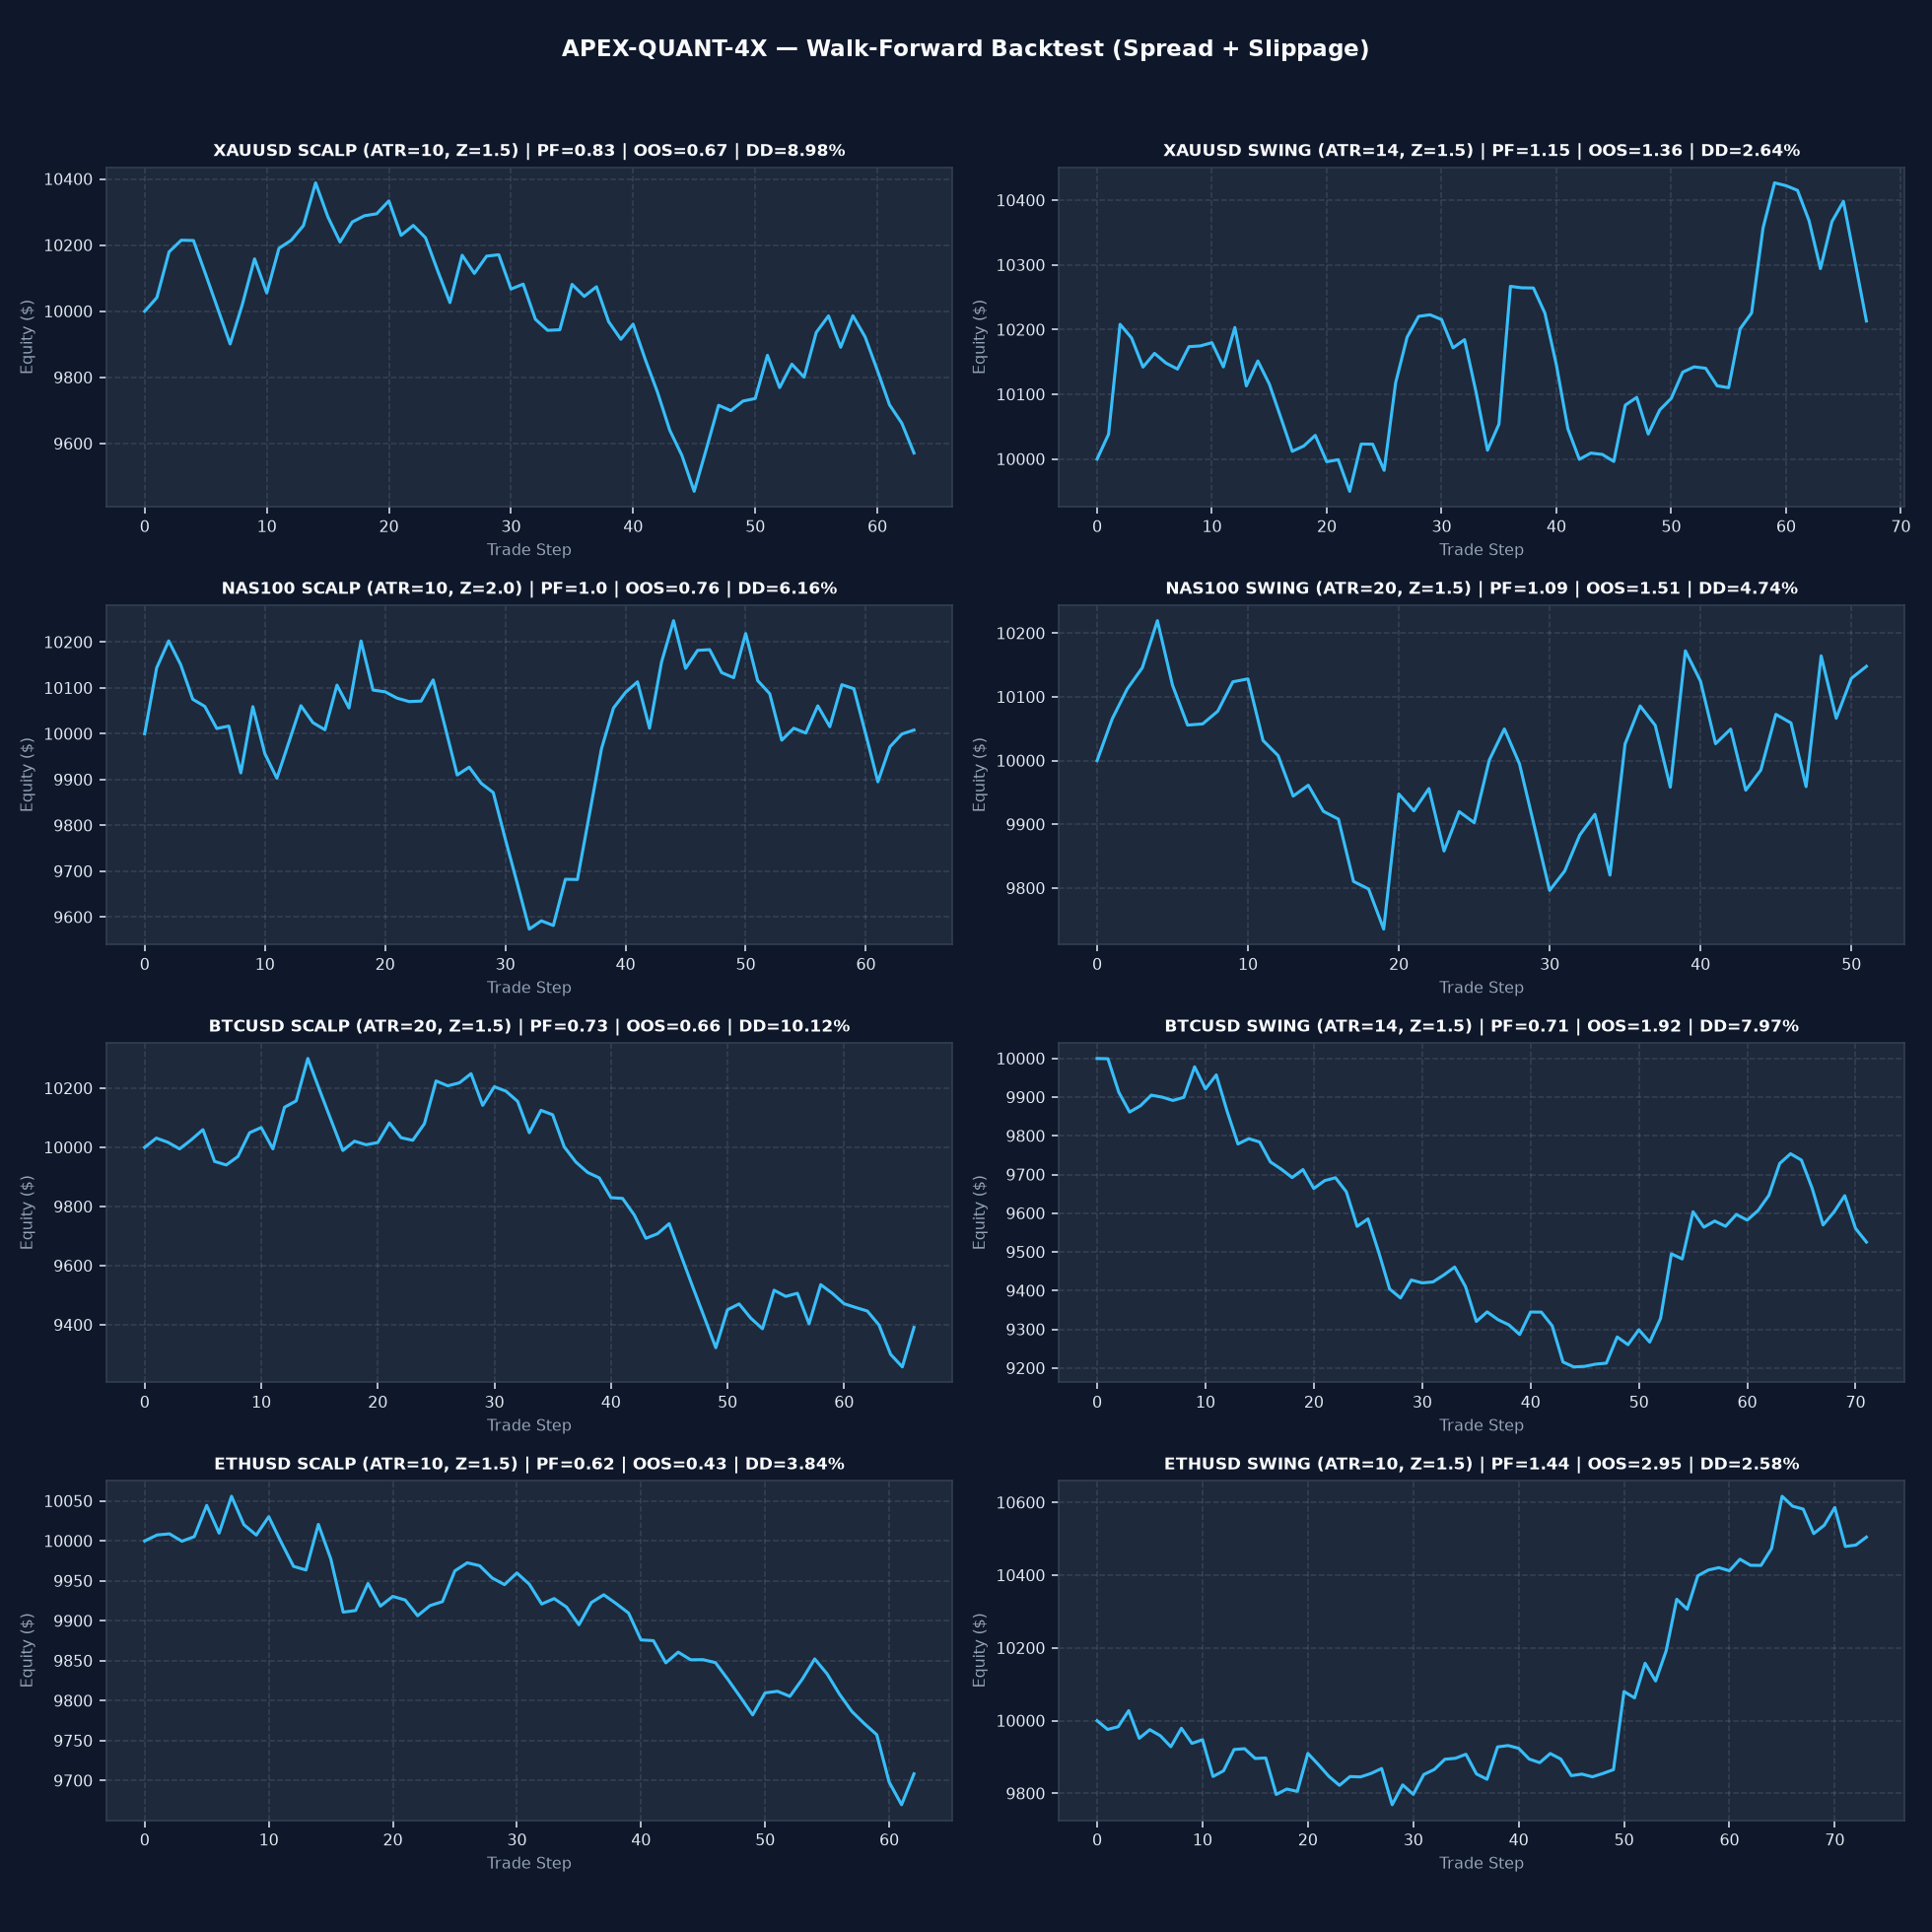 APEX-QUANT-4X — Walk-Forward Backtest (Spread + Slippage)
XAUUSD SCALP (ATR=10, Z=1.5) | PF=0.83 | OOS=0.67 | DD=8.98%
10400
10200
10000
9800
9600
Equity ($)
0 10 20 30 40 50 60
Trade Step
XAUUSD SWING (ATR=14, Z=1.5) | PF=1.15 | OOS=1.36 | DD=2.64%
10400
10300
10200
10100
10000
Equity ($)
0 10 20 30 40 50 60 70
Trade Step
NAS100 SCALP (ATR=10, Z=2.0) | PF=1.0 | OOS=0.76 | DD=6.16%
10200
10100
10000
9900
9800
9700
9600
Equity ($)
0 10 20 30 40 50 60
Trade Step
NAS100 SWING (ATR=20, Z=1.5) | PF=1.09 | OOS=1.51 | DD=4.74%
10200
10100
10000
9900
9800
Equity ($)
0 10 20 30 40 50
Trade Step
BTCUSD SCALP (ATR=20, Z=1.5) | PF=0.73 | OOS=0.66 | DD=10.12%
10200
10000
9800
9600
9400
Equity ($)
0 10 20 30 40 50 60
Trade Step
BTCUSD SWING (ATR=14, Z=1.5) | PF=0.71 | OOS=1.92 | DD=7.97%
10000
9900
9800
9700
9600
9500
9400
9300
9200
Equity ($)
0 10 20 30 40 50 60 70
Trade Step
ETHUSD SCALP (ATR=10, Z=1.5) | PF=0.62 | OOS=0.43 | DD=3.84%
10050
10000
9950
9900
9850
9800
9750
9700
Equity ($)
0 10 20 30 40 50 60
Trade Step
ETHUSD SWING (ATR=10, Z=1.5) | PF=1.44 | OOS=2.95 | DD=2.58%
10600
10400
10200
10000
9800
Equity ($)
0 10 20 30 40 50 60 70
Trade Step